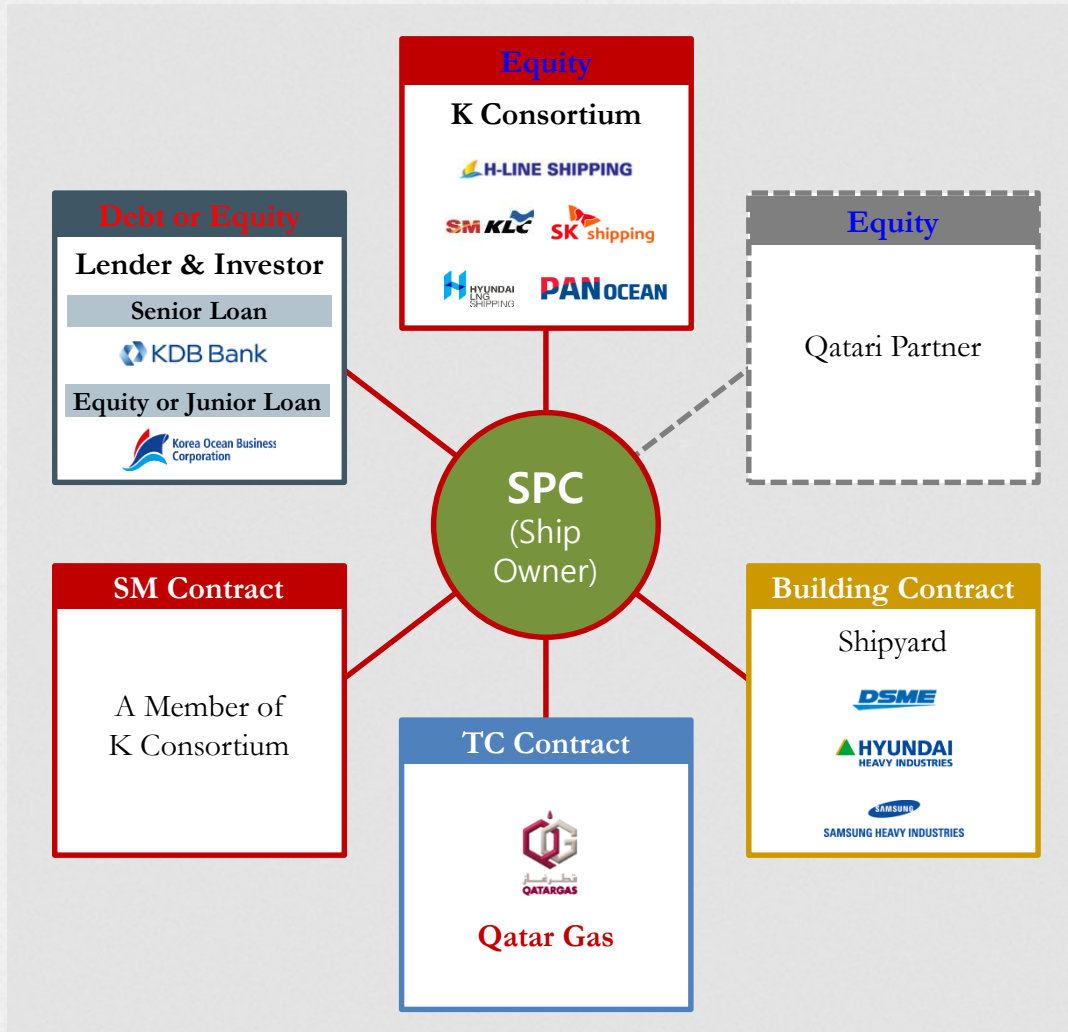 Equity
K Consortium
H-LINE SHIPPING
SM KLC
SK shipping
HYUNDAI
LNG
SHIPPING
PAN OCEAN
Debt or Equity
Lender & Investor
Senior Loan
KDB Bank
Equity or Junior Loan
Korea Ocean Business
Corporation
Equity
Qatari Partner
SPC
(Ship
Owner)
SM Contract
A Member of
K Consortium
TC Contract
قطر غاز
QATARGAS
Qatar Gas
Building Contract
Shipyard
DSME
HYUNDAI
HEAVY INDUSTRIES
SAMSUNG
SAMSUNG HEAVY INDUSTRIES